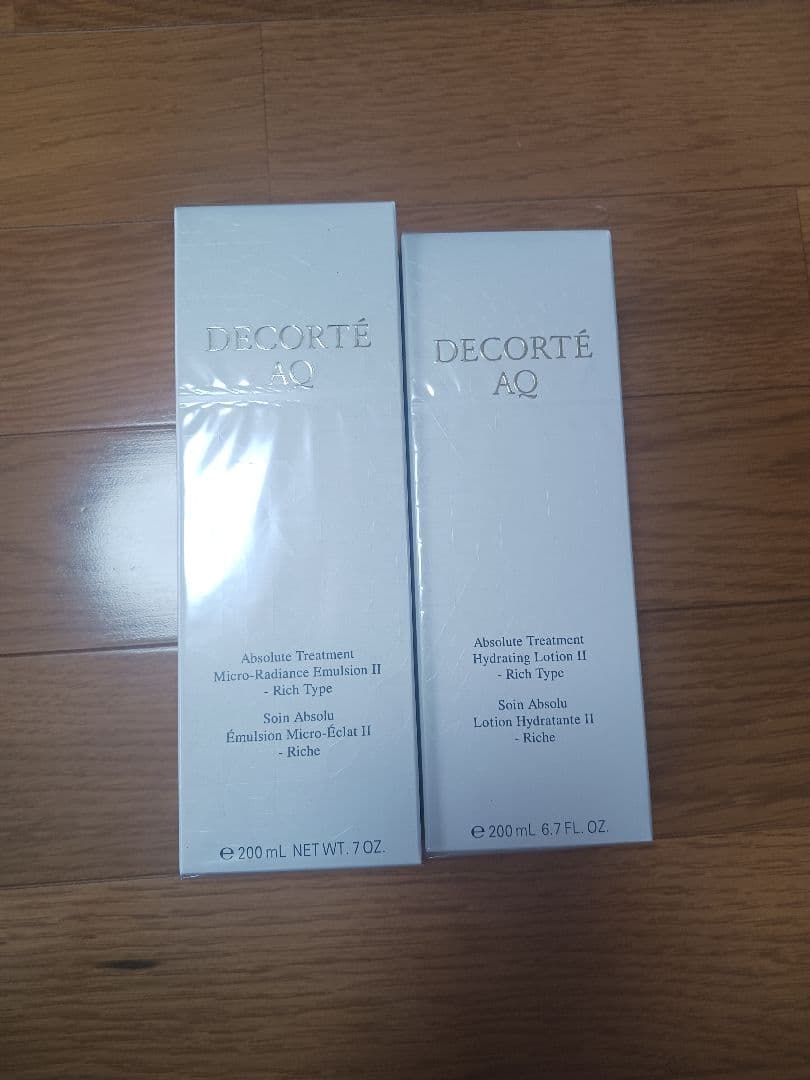 DECORTÉ
AQ
Absolute Treatment
Micro-Radiance Emulsion II
- Rich Type
Soin Absolu
Émulsion Micro-Éclat II
- Riche
℮ 200 mL NET WT. 7 OZ.
DECORTÉ
AQ
Absolute Treatment
Hydrating Lotion II
- Rich Type
Soin Absolu
Lotion Hydratante II
- Riche
℮ 200 mL 6.7 FL. OZ.